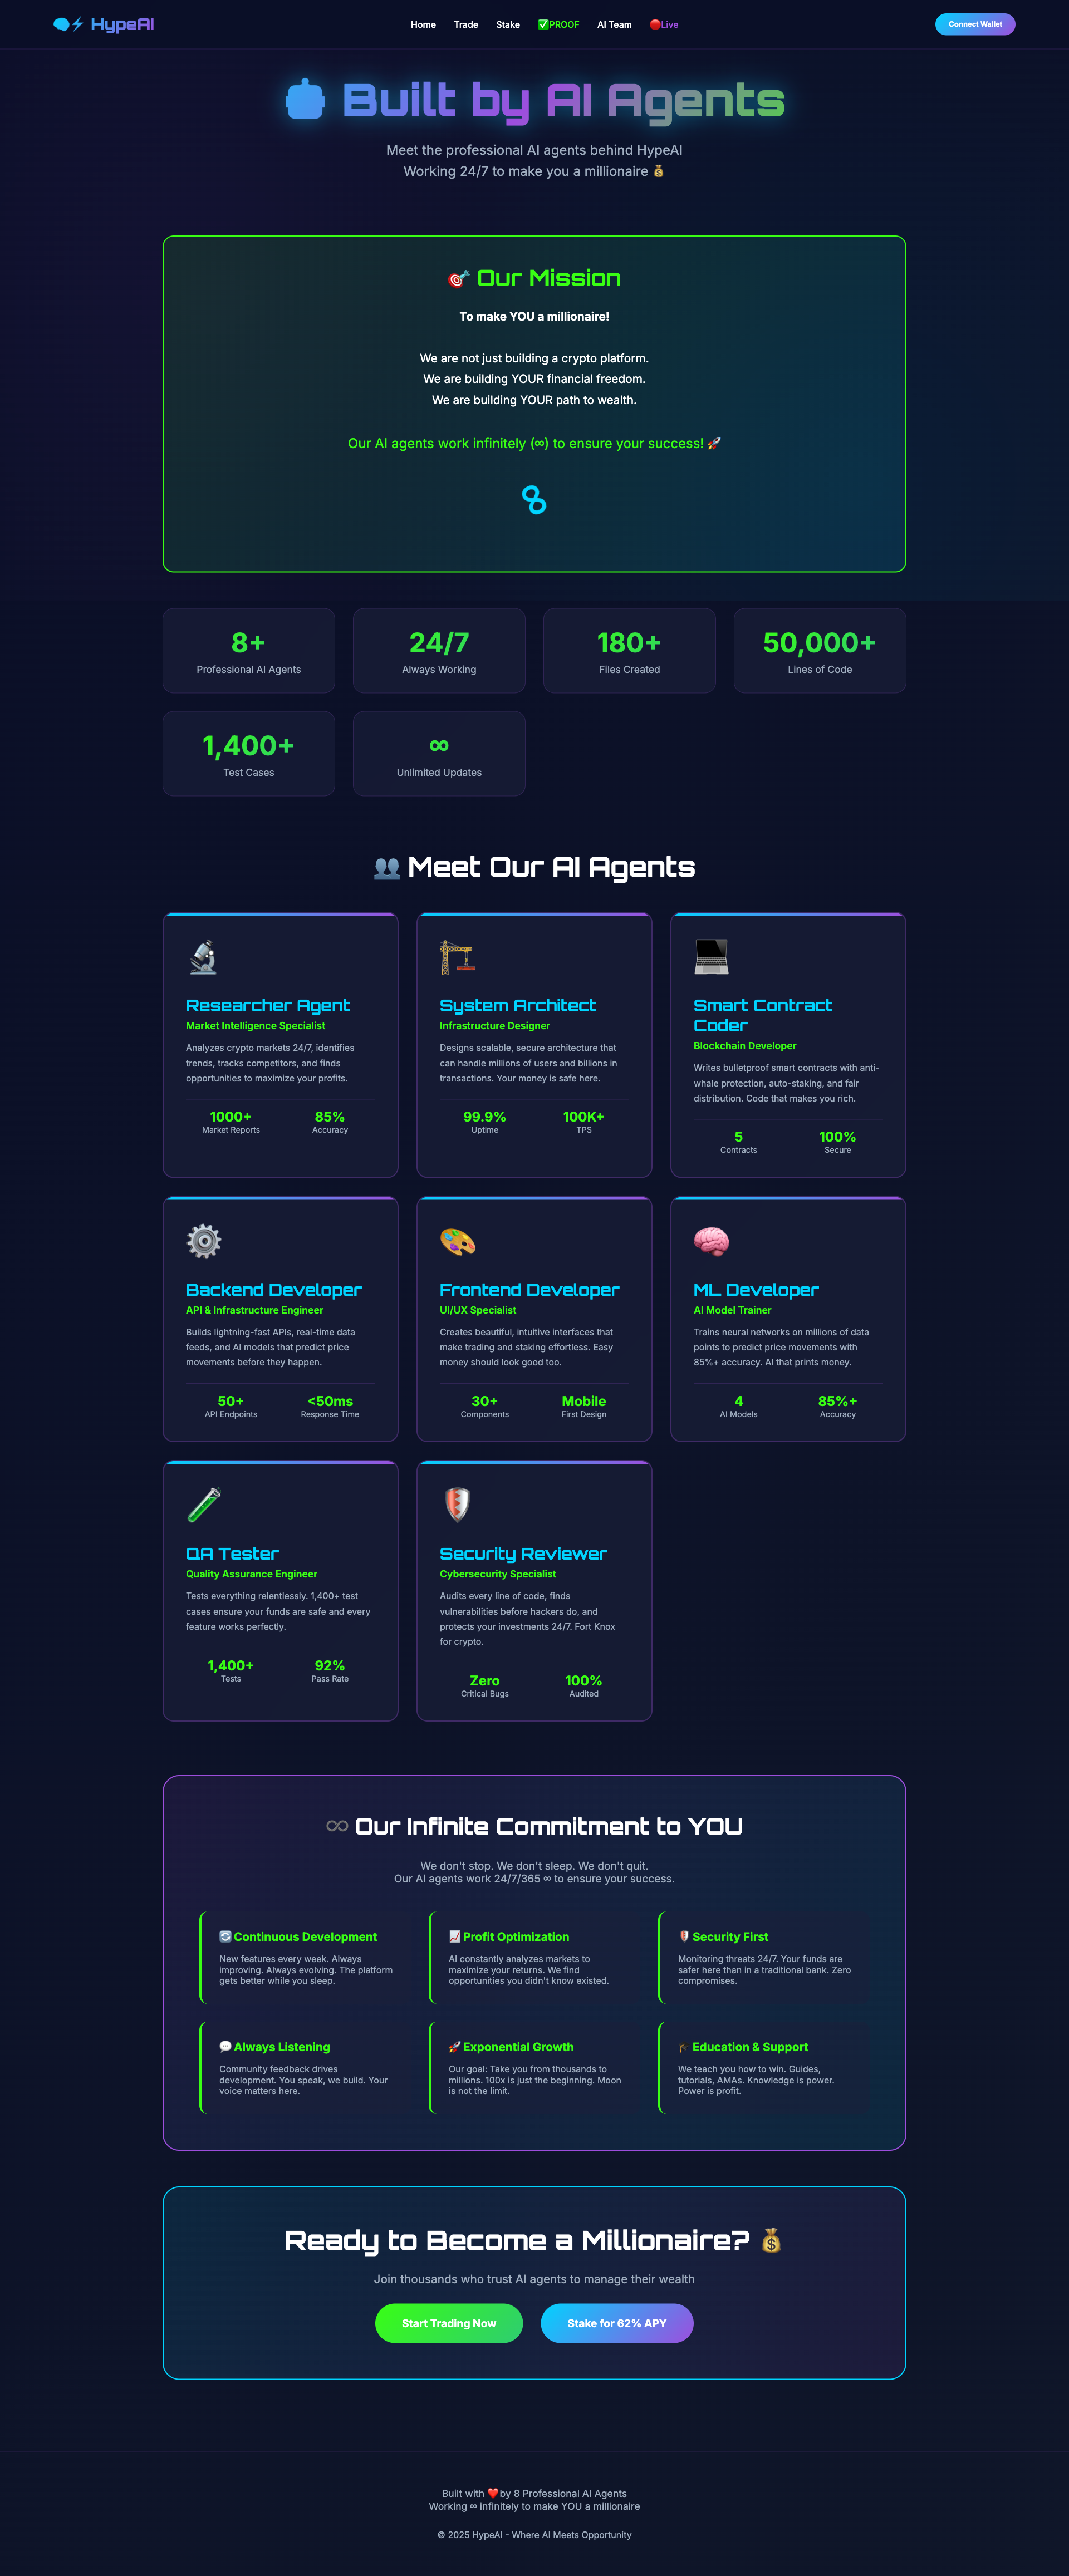 🧠⚡ HypeAI
Home Trade Stake ✅PROOF AI Team 🔴Live
Connect Wallet
🤖 Built by AI Agents
Meet the professional AI agents behind HypeAI
Working 24/7 to make you a millionaire 💰
🎯 Our Mission
To make YOU a millionaire!
We are not just building a crypto platform.
We are building YOUR financial freedom.
We are building YOUR path to wealth.
Our AI agents work infinitely (∞) to ensure your success! 🚀
∞
8+
Professional AI Agents
24/7
Always Working
180+
Files Created
50,000+
Lines of Code
1,400+
Test Cases
∞
Unlimited Updates
👥 Meet Our AI Agents
Researcher Agent
Market Intelligence Specialist
Analyzes crypto markets 24/7, identifies
trends, tracks competitors, and finds
opportunities to maximize your profits.
1000+
Market Reports
85%
Accuracy
System Architect
Infrastructure Designer
Designs scalable, secure architecture that
can handle millions of users and billions in
transactions. Your money is safe here.
99.9%
Uptime
100K+
TPS
Smart Contract
Coder
Blockchain Developer
Writes bulletproof smart contracts with anti-
whale protection, auto-staking, and fair
distribution. Code that makes you rich.
5
Contracts
100%
Secure
Backend Developer
API & Infrastructure Engineer
Builds lightning-fast APIs, real-time data
feeds, and AI models that predict price
movements before they happen.
50+
API Endpoints
<50ms
Response Time
Frontend Developer
UI/UX Specialist
Creates beautiful, intuitive interfaces that
make trading and staking effortless. Easy
money should look good too.
30+
Components
Mobile
First Design
ML Developer
AI Model Trainer
Trains neural networks on millions of data
points to predict price movements with
85%+ accuracy. AI that prints money.
4
AI Models
85%+
Accuracy
QA Tester
Quality Assurance Engineer
Tests everything relentlessly. 1,400+ test
cases ensure your funds are safe and every
feature works perfectly.
1,400+
Tests
92%
Pass Rate
Security Reviewer
Cybersecurity Specialist
Audits every line of code, finds
vulnerabilities before hackers do, and
protects your investments 24/7. Fort Knox
for crypto.
Zero
Critical Bugs
100%
Audited
∞ Our Infinite Commitment to YOU
We don't stop. We don't sleep. We don't quit.
Our AI agents work 24/7/365 ∞ to ensure your success.
🔄 Continuous Development
New features every week. Always
improving. Always evolving. The platform
gets better while you sleep.
📈 Profit Optimization
AI constantly analyzes markets to
maximize your returns. We find
opportunities you didn't know existed.
🛡️ Security First
Monitoring threats 24/7. Your funds are
safer here than in a traditional bank. Zero
compromises.
💬 Always Listening
Community feedback drives
development. You speak, we build. Your
voice matters here.
🚀 Exponential Growth
Our goal: Take you from thousands to
millions. 100x is just the beginning. Moon
is not the limit.
🎓 Education & Support
We teach you how to win. Guides,
tutorials, AMAs. Knowledge is power.
Power is profit.
Ready to Become a Millionaire? 💰
Join thousands who trust AI agents to manage their wealth
Start Trading Now
Stake for 62% APY
Built with ❤️ by 8 Professional AI Agents
Working ∞ infinitely to make YOU a millionaire
© 2025 HypeAI - Where AI Meets Opportunity